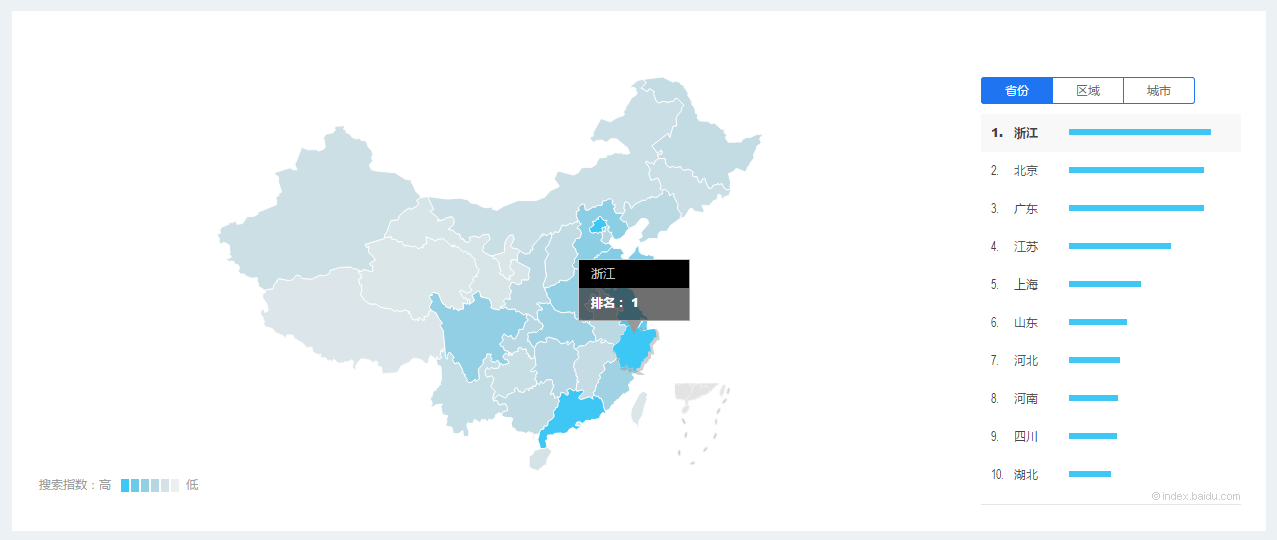 省份 区域 城市
1. 浙江
2. 北京
3. 广东
4. 江苏
5. 上海
6. 山东
7. 河北
8. 河南
9. 四川
10. 湖北
浙江
排名： 1
搜索指数：高 低
© index.baidu.com